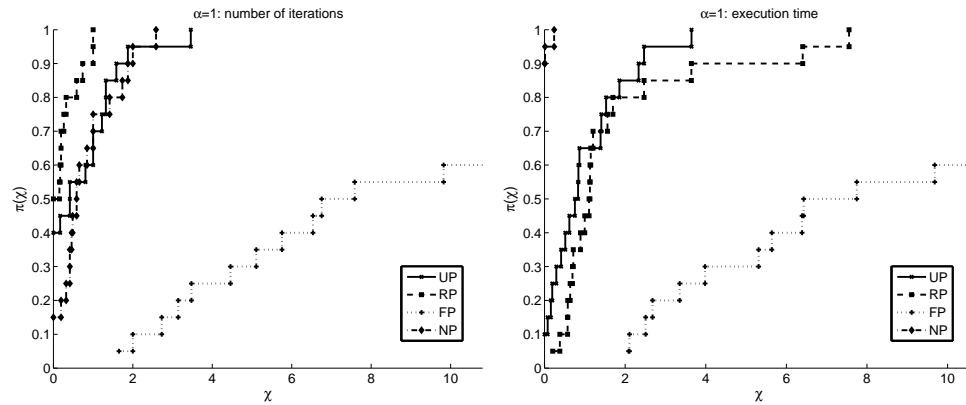 α=1: number of iterations
π(χ)
1
0.9
0.8
0.7
0.6
0.5
0.4
0.3
0.2
0.1
0
0 2 4 6 8 10
χ
UP
RP
FP
NP
α=1: execution time
π(χ)
1
0.9
0.8
0.7
0.6
0.5
0.4
0.3
0.2
0.1
0
0 2 4 6 8 10
χ
UP
RP
FP
NP